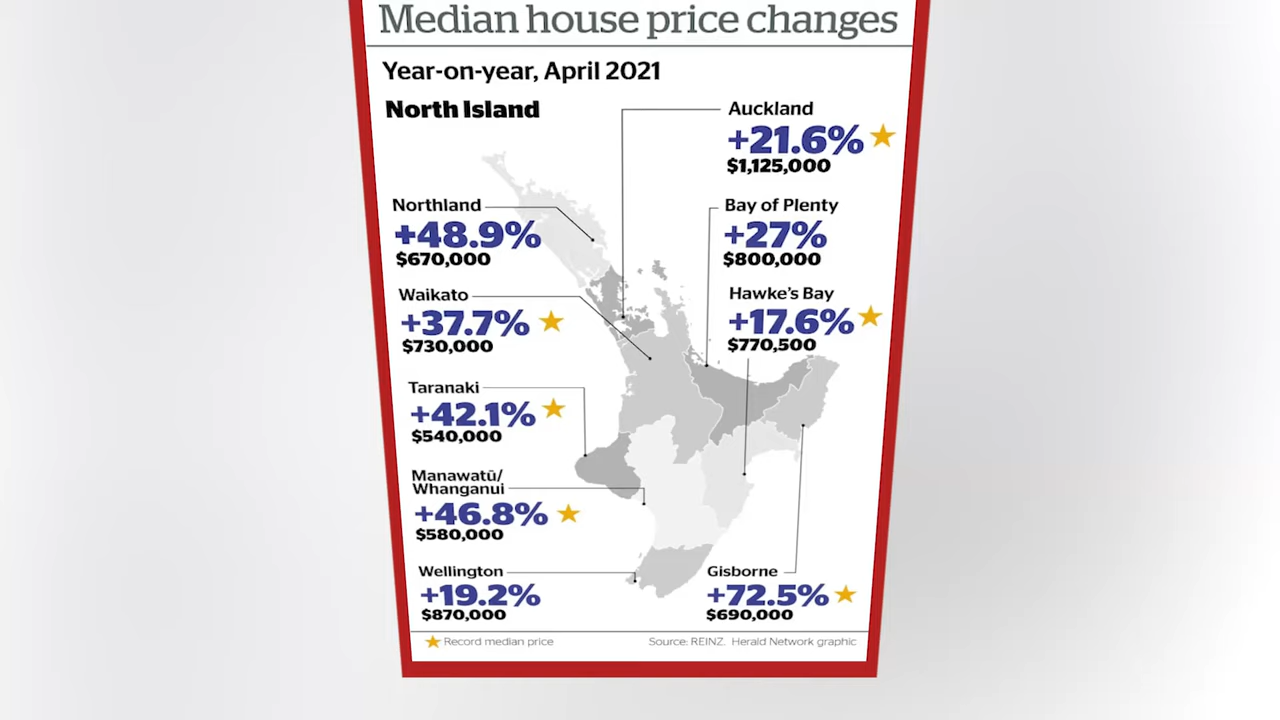 Median house price changes
Year-on-year, April 2021
North Island
Auckland
+21.6%
$1,125,000
Northland
+48.9%
$670,000
Bay of Plenty
+27%
$800,000
Waikato
+37.7%
$730,000
Hawke's Bay
+17.6%
$770,500
Taranaki
+42.1%
$540,000
Manawatū/
Whanganui
+46.8%
$580,000
Wellington
+19.2%
$870,000
Gisborne
+72.5%
$690,000
Record median price
Source: REINZ. Herald Network graphic